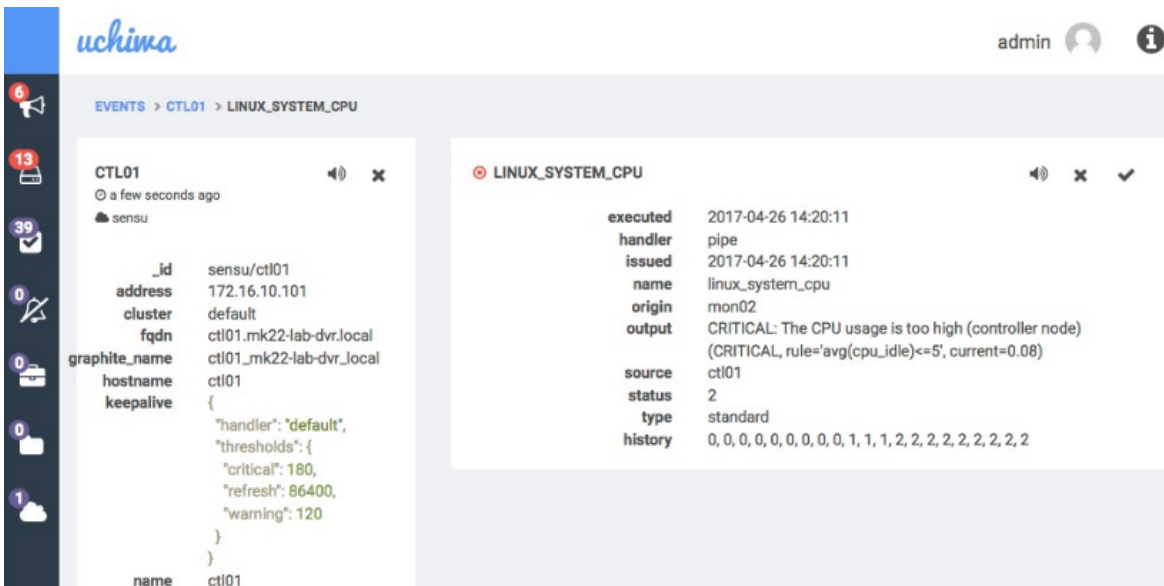 uchiwa
admin
6
EVENTS > CTL01 > LINUX_SYSTEM_CPU
13
39
0
0
0
1
CTL01
a few seconds ago
sensu
_id sensu/ctl01
address 172.16.10.101
cluster default
fqdn ctl01.mk22-lab-dvr.local
graphite_name ctl01_mk22-lab-dvr_local
hostname ctl01
keepalive {
"handler": "default",
"thresholds": {
"critical": 180,
"refresh": 86400,
"warning": 120
}
}
name ctl01
LINUX_SYSTEM_CPU
executed 2017-04-26 14:20:11
handler pipe
issued 2017-04-26 14:20:11
name linux_system_cpu
origin mon02
output CRITICAL: The CPU usage is too high (controller node)
(CRITICAL, rule='avg(cpu_idle)<=5', current=0.08)
source ctl01
status 2
type standard
history 0, 0, 0, 0, 0, 0, 0, 0, 0, 1, 1, 1, 2, 2, 2, 2, 2, 2, 2, 2, 2